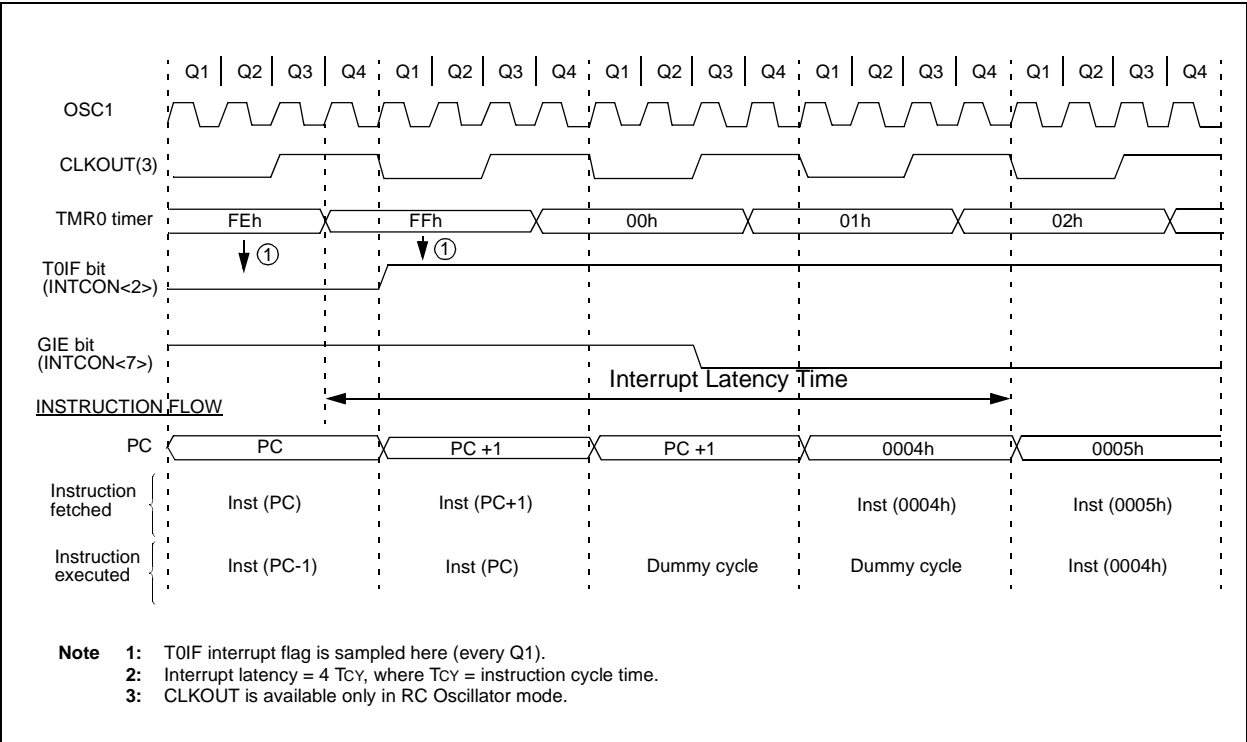 Q1 Q2 Q3 Q4 Q1 Q2 Q3 Q4 Q1 Q2 Q3 Q4 Q1 Q2 Q3 Q4 Q1 Q2 Q3 Q4
OSC1
CLKOUT(3)
TMR0 timer FEh FFh 00h 01h 02h
1 1
T0IF bit
(INTCON<2>)
GIE bit
(INTCON<7>)
Interrupt Latency Time
INSTRUCTION FLOW
PC PC PC +1 PC +1 0004h 0005h
Instruction
fetched
Inst (PC) Inst (PC+1) Inst (0004h) Inst (0005h)
Instruction
executed
Inst (PC-1) Inst (PC) Dummy cycle Dummy cycle Inst (0004h)
Note 1: T0IF interrupt flag is sampled here (every Q1).
2: Interrupt latency = 4 TCY, where TCY = instruction cycle time.
3: CLKOUT is available only in RC Oscillator mode.